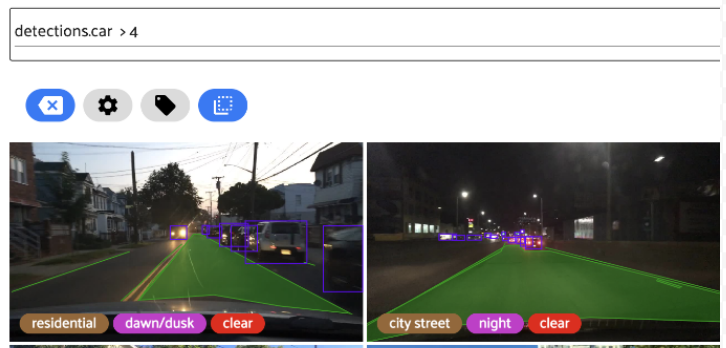 detections.car > 4
residential dawn/dusk clear
city street night clear